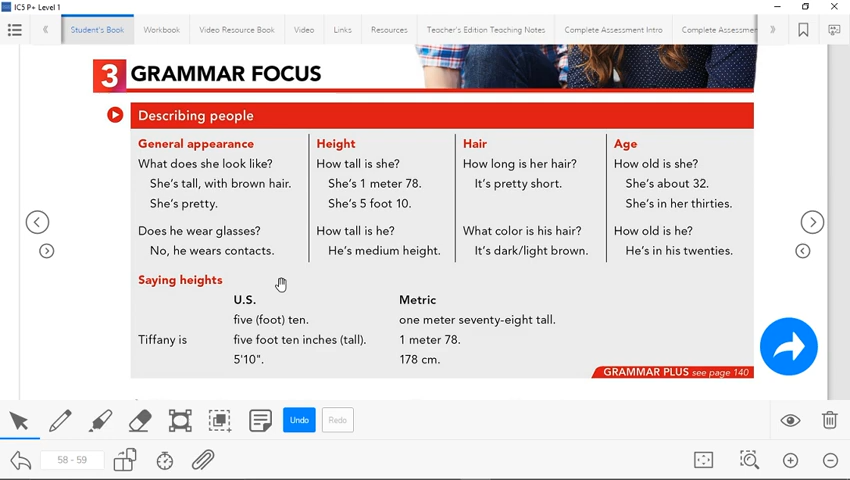 IC5 P+ Level 1
Student's Book
Workbook
Video Resource Book
Video
Links
Resources
Teacher's Edition Teaching Notes
Complete Assessment Intro
Complete Assessmen
3 GRAMMAR FOCUS
Describing people
General appearance
What does she look like?
She's tall, with brown hair.
She's pretty.
Does he wear glasses?
No, he wears contacts.
Height
How tall is she?
She's 1 meter 78.
She's 5 foot 10.
How tall is he?
He's medium height.
Hair
How long is her hair?
It's pretty short.
What color is his hair?
It's dark/light brown.
Age
How old is she?
She's about 32.
She's in her thirties.
How old is he?
He's in his twenties.
Saying heights
U.S. Metric
five (foot) ten. one meter seventy-eight tall.
Tiffany is five foot ten inches (tall). 1 meter 78.
5'10". 178 cm.
GRAMMAR PLUS see page 140
Undo
Redo
58 - 59